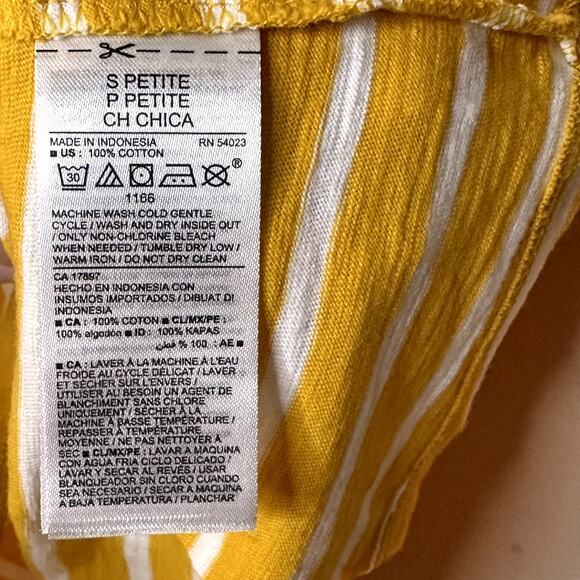 S PETITE
P PETITE
CH CHICA
MADE IN INDONESIA RN 54023
■ US : 100% COTTON
30
®
1166
MACHINE WASH COLD GENTLE
CYCLE / WASH AND DRY INSIDE OUT
/ ONLY NON-CHLORINE BLEACH
WHEN NEEDED / TUMBLE DRY LOW /
WARM IRON / DO NOT DRY CLEAN
CA 17897
HECHO EN INDONESIA CON
INSUMOS IMPORTADOS / DIBUAT DI
INDONESIA
■ CA : 100% COTON ■ CL/MX/PE :
100% algodón ■ ID : 100% KAPAS
■ AE : 100 % قطن
■ CA : LAVER À LA MACHINE À L'EAU
FROIDE AU CYCLE DÉLICAT / LAVER
ET SÉCHER SUR L'ENVERS /
UTILISER AU BESOIN UN AGENT DE
BLANCHIMENT SANS CHLORE
UNIQUEMENT / SÉCHER À LA
MACHINE À BASSE TEMPÉRATURE /
REPASSER À TEMPÉRATURE
MOYENNE / NE PAS NETTOYER À
SEC ■ CL/MX/PE : LAVAR A MAQUINA
CON AGUA FRIA CICLO DELICADO /
LAVAR Y SECAR AL REVÉS / USAR
BLANQUEADOR SIN CLORO CUANDO
SEA NECESARIO / SECAR A MAQUINA
A BAJA TEMPERATURA / PLANCHAR